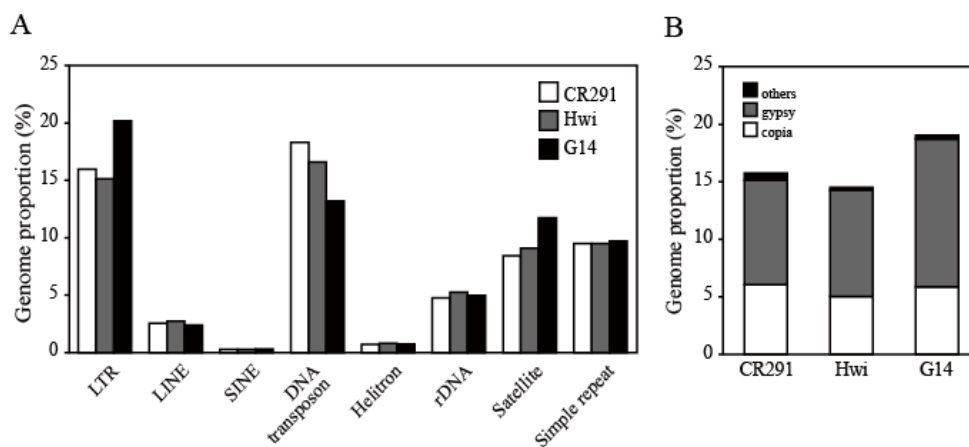 A
Genome proportion (%)
25
20
15
10
5
0
CR291
Hwi
G14
LTR
LINE
SINE
DNA
transposon
Helitron
rDNA
Satellite
Simple repeat
B
Genome proportion (%)
25
20
15
10
5
0
others
gypsy
copia
CR291
Hwi
G14